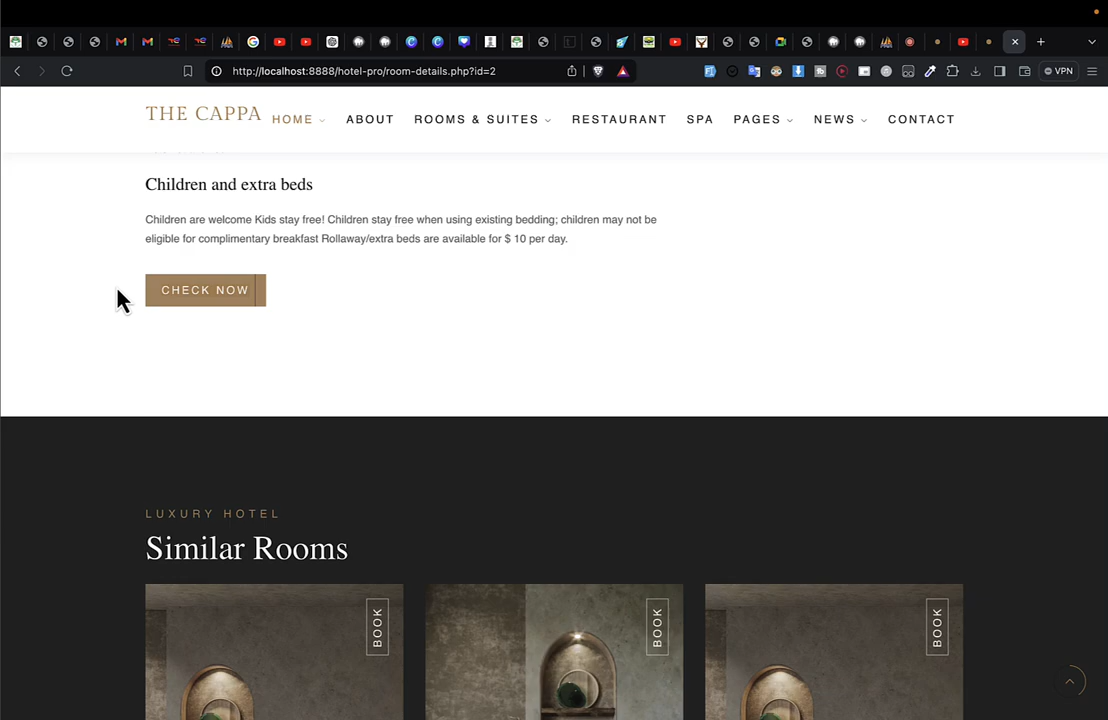 http://localhost:8888/hotel-pro/room-details.php?id=2
VPN
THE CAPPA
HOME
ABOUT
ROOMS & SUITES
RESTAURANT
SPA
PAGES
NEWS
CONTACT
Children and extra beds
Children are welcome Kids stay free! Children stay free when using existing bedding; children may not be
eligible for complimentary breakfast Rollaway/extra beds are available for $ 10 per day.
CHECK NOW
LUXURY HOTEL
Similar Rooms
BOOK
BOOK
BOOK